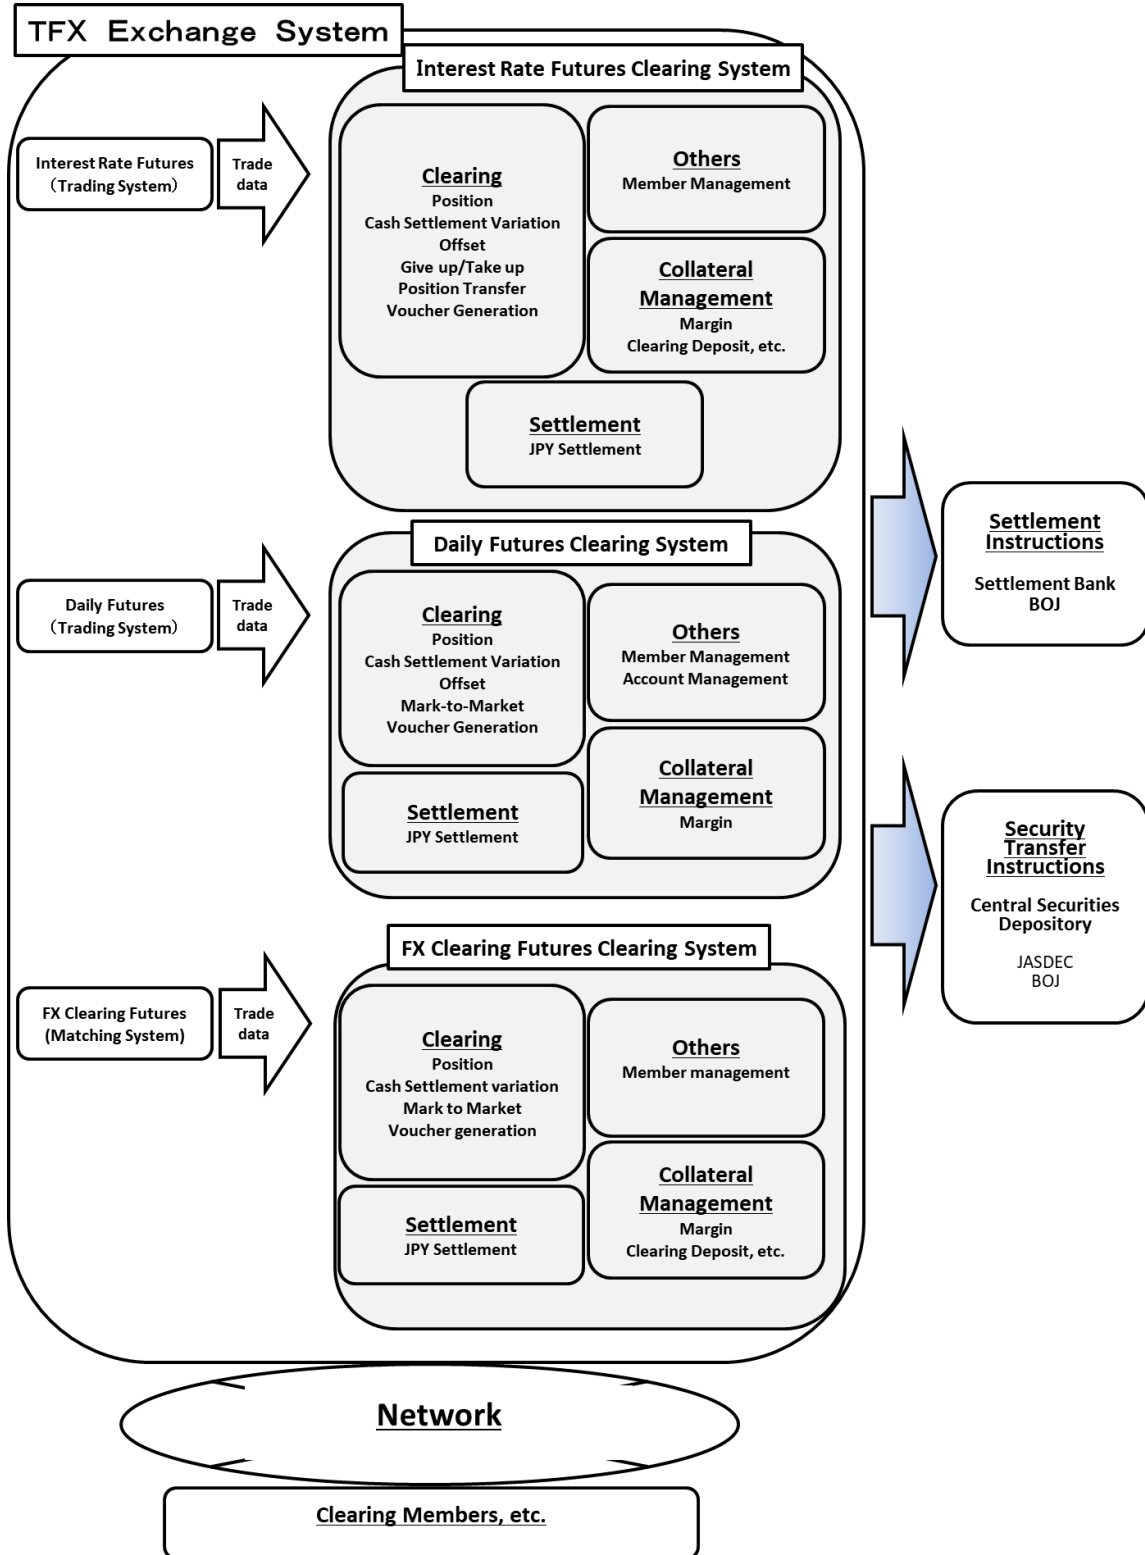 TFX Exchange System
Interest Rate Futures Clearing System
Interest Rate Futures
（Trading System）
Trade
data
Clearing
Position
Cash Settlement Variation
Offset
Give up/Take up
Position Transfer
Voucher Generation
Others
Member Management
Collateral
Management
Margin
Clearing Deposit, etc.
Settlement
JPY Settlement
Daily Futures Clearing System
Daily Futures
（Trading System）
Trade
data
Clearing
Position
Cash Settlement Variation
Offset
Mark-to-Market
Voucher Generation
Others
Member Management
Account Management
Settlement
JPY Settlement
Collateral
Management
Margin
FX Clearing Futures Clearing System
FX Clearing Futures
(Matching System)
Trade
data
Clearing
Position
Cash Settlement variation
Mark to Market
Voucher generation
Others
Member management
Settlement
JPY Settlement
Collateral
Management
Margin
Clearing Deposit, etc.
Settlement
Instructions
Settlement Bank
BOJ
Security
Transfer
Instructions
Central Securities
Depository
JASDEC
BOJ
Network
Clearing Members, etc.